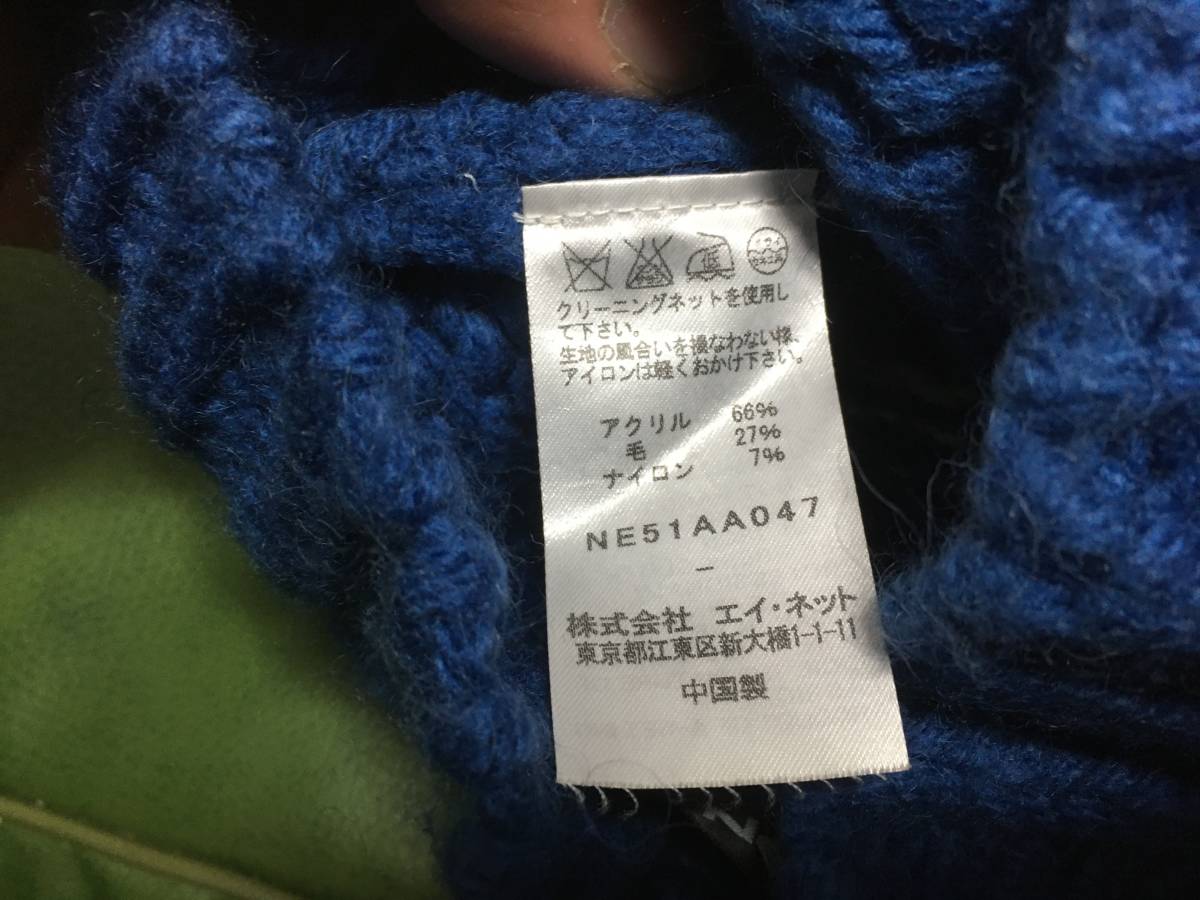 低
クリーニングネットを使用し
て下さい。
生地の風合いを損なわない様、
アイロンは軽くおかけ下さい。
アクリル 66%
毛 27%
ナイロン 7%
NE51AA047
–
株式会社 エイ・ネット
東京都江東区新大橋1-1-11
中国製